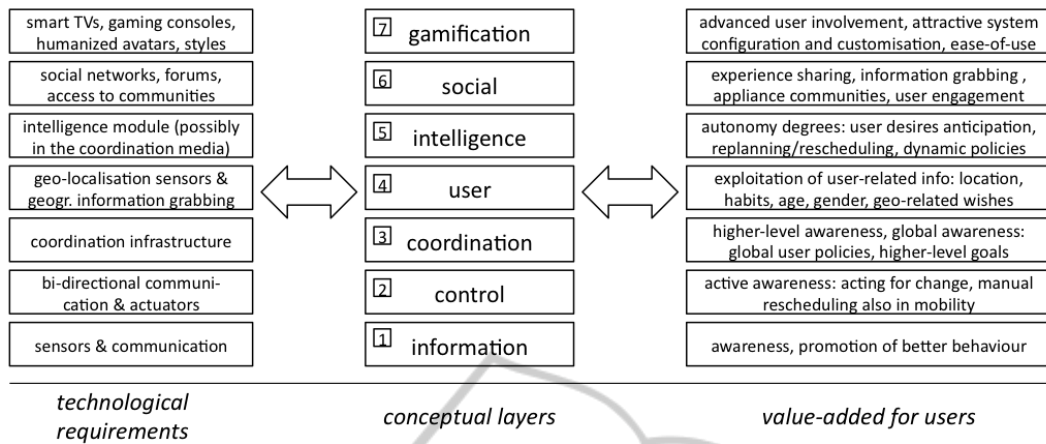 smart TVs, gaming consoles,
humanized avatars, styles
7 gamification
advanced user involvement, attractive system
configuration and customisation, ease-of-use
social networks, forums,
access to communities
6 social
experience sharing, information grabbing ,
appliance communities, user engagement
intelligence module (possibly
in the coordination media)
5 intelligence
autonomy degrees: user desires anticipation,
replanning/rescheduling, dynamic policies
geo-localisation sensors &
geogr. information grabbing
4 user
exploitation of user-related info: location,
habits, age, gender, geo-related wishes
coordination infrastructure
3 coordination
higher-level awareness, global awareness:
global user policies, higher-level goals
bi-directional communi-
cation & actuators
2 control
active awareness: acting for change, manual
rescheduling also in mobility
sensors & communication
1 information
awareness, promotion of better behaviour
technological
requirements
conceptual layers
value-added for users